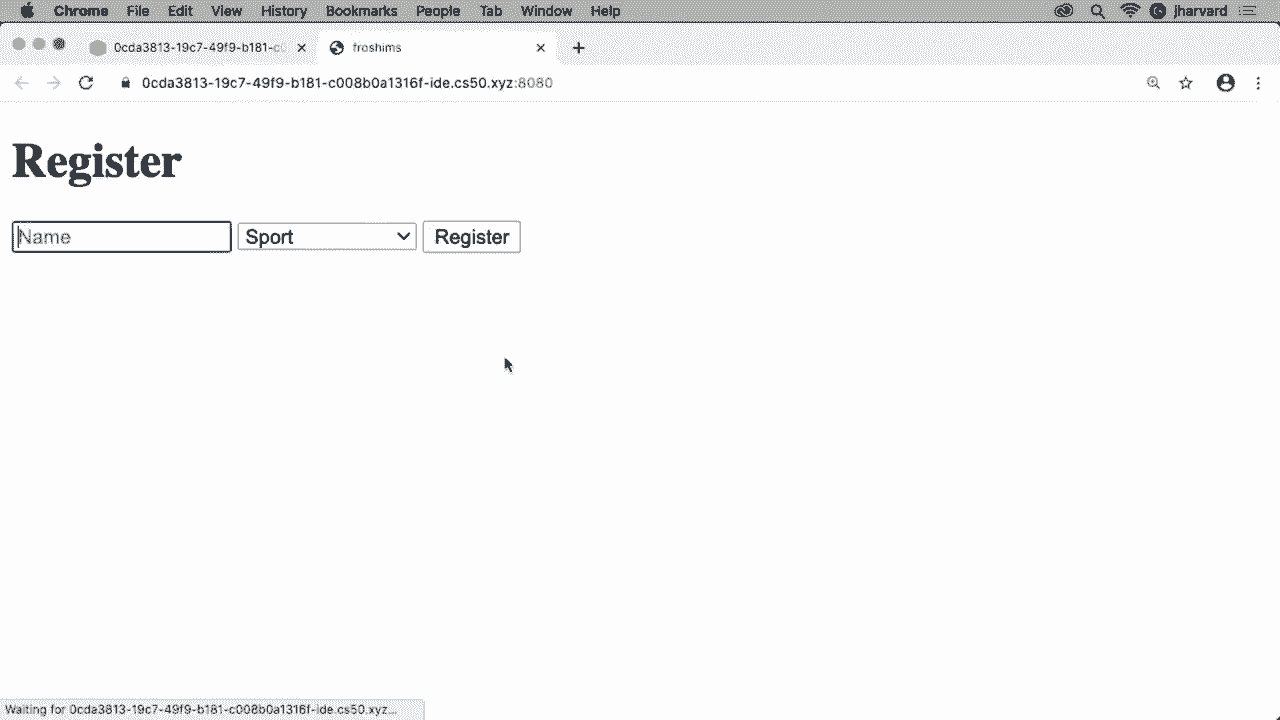 Chrome File Edit View History Bookmarks People Tab Window Help jharvard
0cda3813-19c7-49f9-b181-c0 froshims
0cda3813-19c7-49f9-b181-c008b0a1316f-ide.cs50.xyz:8080
Register
Name Sport Register
Waiting for 0cda3813-19c7-49f9-b181-c008b0a1316f-ide.cs50.xyz...